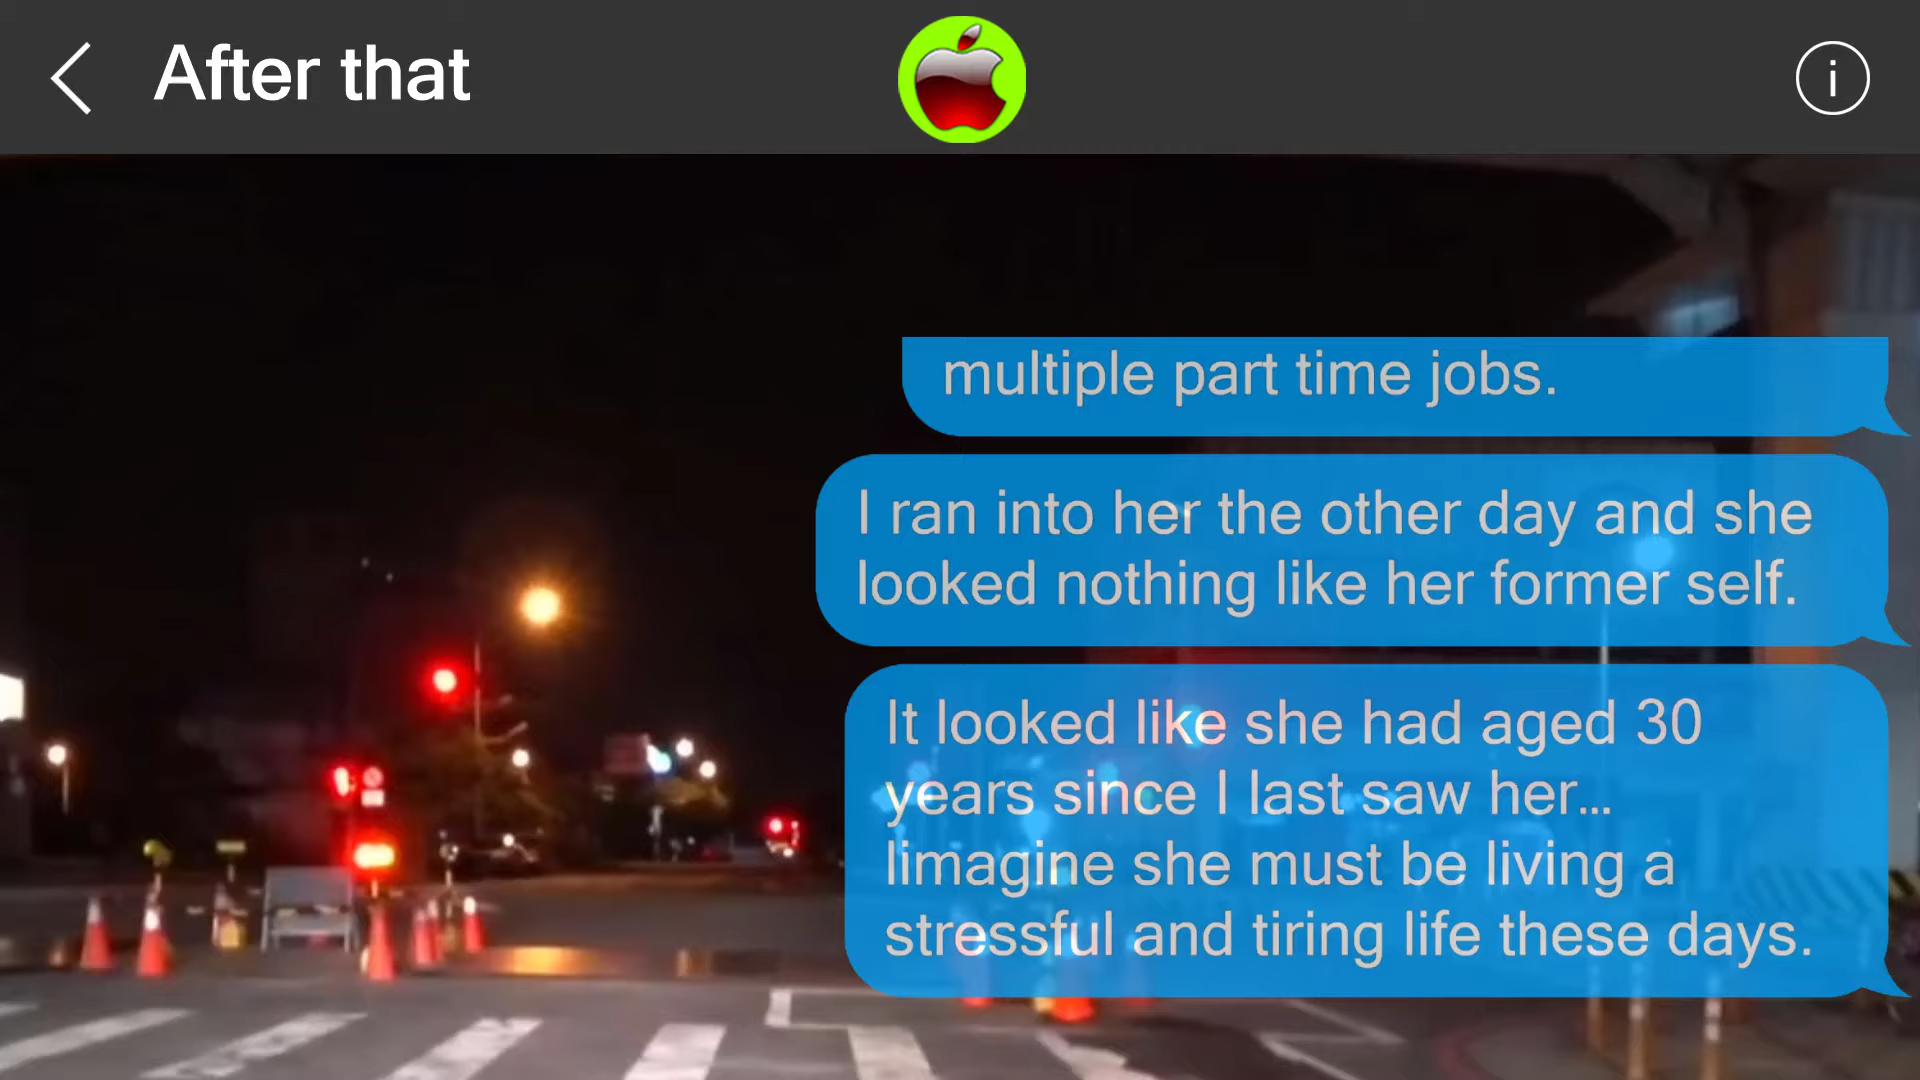 After that
multiple part time jobs.
I ran into her the other day and she
looked nothing like her former self.
It looked like she had aged 30
years since I last saw her...
Iimagine she must be living a
stressful and tiring life these days.